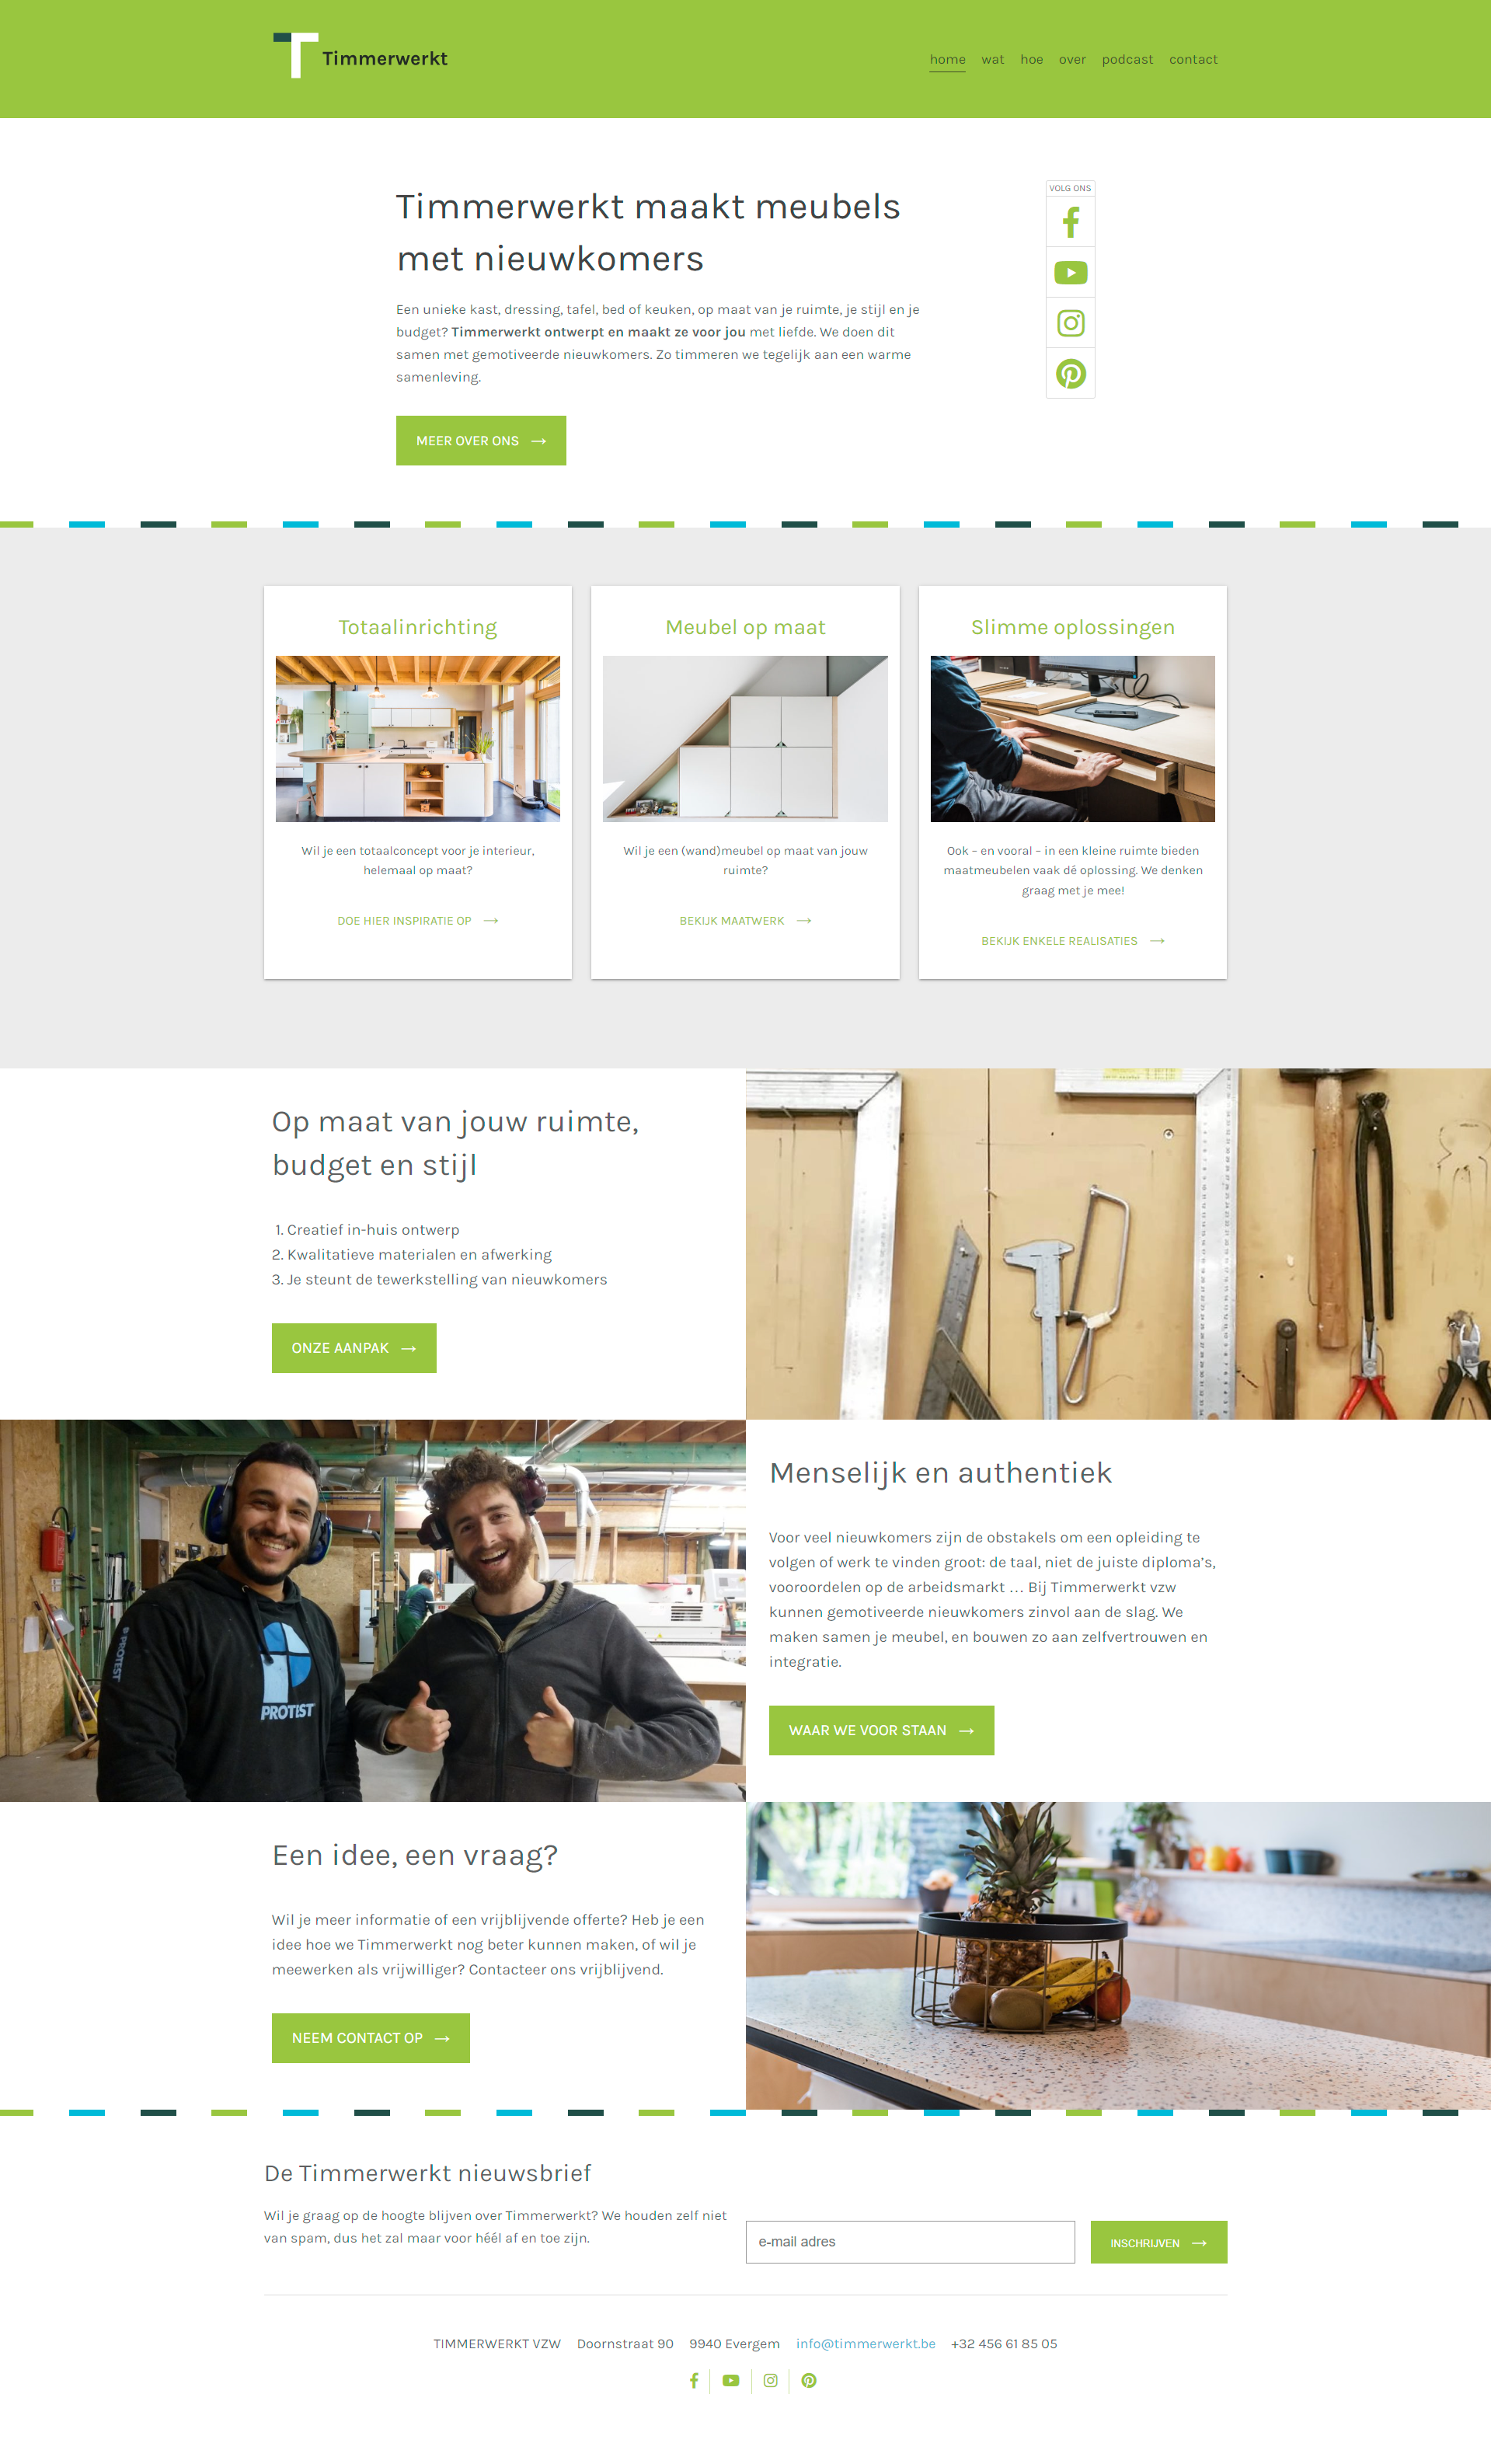 Timmerwerkt
home wat hoe over podcast contact
Timmerwerkt maakt meubels
met nieuwkomers
Een unieke kast, dressing, tafel, bed of keuken, op maat van je ruimte, je stijl en je
budget? Timmerwerkt ontwerpt en maakt ze voor jou met liefde. We doen dit
samen met gemotiveerde nieuwkomers. Zo timmeren we tegelijk aan een warme
samenleving.
MEER OVER ONS →
VOLG ONS
Totaalinrichting
Wil je een totaalconcept voor je interieur,
helemaal op maat?
DOE HIER INSPIRATIE OP →
Meubel op maat
Wil je een (wand)meubel op maat van jouw
ruimte?
BEKIJK MAATWERK →
Slimme oplossingen
Ook – en vooral – in een kleine ruimte bieden
maatmeubelen vaak dé oplossing. We denken
graag met je mee!
BEKIJK ENKELE REALISATIES →
Op maat van jouw ruimte,
budget en stijl
1. Creatief in-huis ontwerp
2. Kwalitatieve materialen en afwerking
3. Je steunt de tewerkstelling van nieuwkomers
ONZE AANPAK →
PROTEST
PROTEST
Menselijk en authentiek
Voor veel nieuwkomers zijn de obstakels om een opleiding te
volgen of werk te vinden groot: de taal, niet de juiste diploma’s,
vooroordelen op de arbeidsmarkt … Bij Timmerwerkt vzw
kunnen gemotiveerde nieuwkomers zinvol aan de slag. We
maken samen je meubel, en bouwen zo aan zelfvertrouwen en
integratie.
WAAR WE VOOR STAAN →
Een idee, een vraag?
Wil je meer informatie of een vrijblijvende offerte? Heb je een
idee hoe we Timmerwerkt nog beter kunnen maken, of wil je
meewerken als vrijwilliger? Contacteer ons vrijblijvend.
NEEM CONTACT OP →
De Timmerwerkt nieuwsbrief
Wil je graag op de hoogte blijven over Timmerwerkt? We houden zelf niet
van spam, dus het zal maar voor héél af en toe zijn.
e-mail adres
INSCHRIJVEN →
TIMMERWERKT VZW Doornstraat 90 9940 Evergem info@timmerwerkt.be +32 456 61 85 05